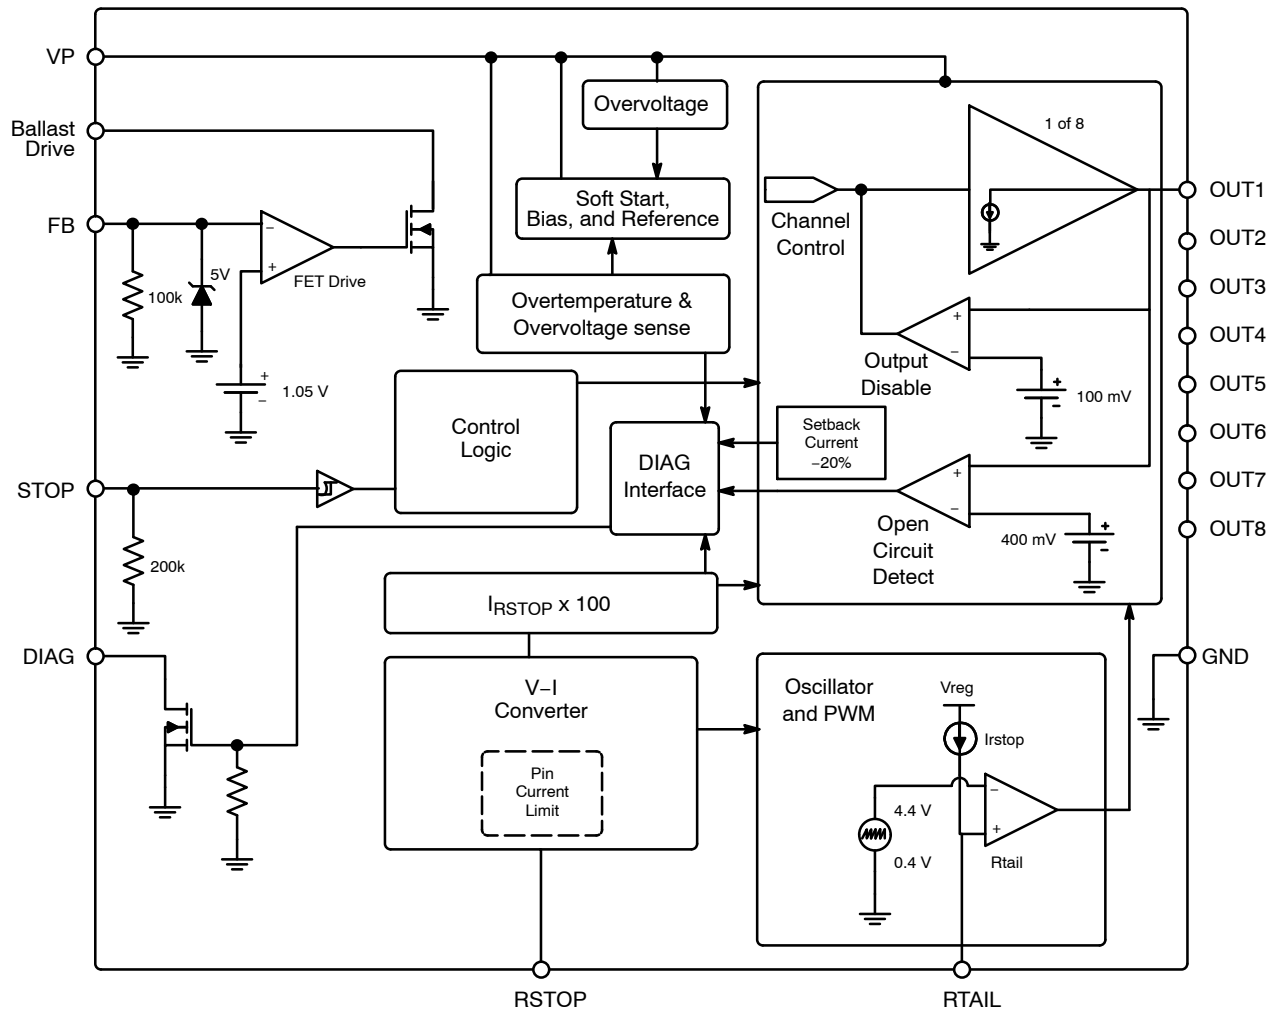 VP
Ballast
Drive
FB
100k
5V
−
+
FET Drive
+
−
1.05 V
Overvoltage
Soft Start,
Bias, and Reference
Overtemperature &
Overvoltage sense
1 of 8
Channel
Control
OUT1
OUT2
OUT3
OUT4
OUT5
OUT6
OUT7
OUT8
+
−
Output
Disable
+
−
100 mV
Control
Logic
DIAG
Interface
Setback
Current
−20%
+
−
Open
Circuit
Detect
+
−
400 mV
STOP
200k
IRSTOP x 100
DIAG
GND
V−I
Converter
Pin
Current
Limit
Oscillator
and PWM
Vreg
Irstop
4.4 V
0.4 V
−
+
Rtail
RSTOP
RTAIL